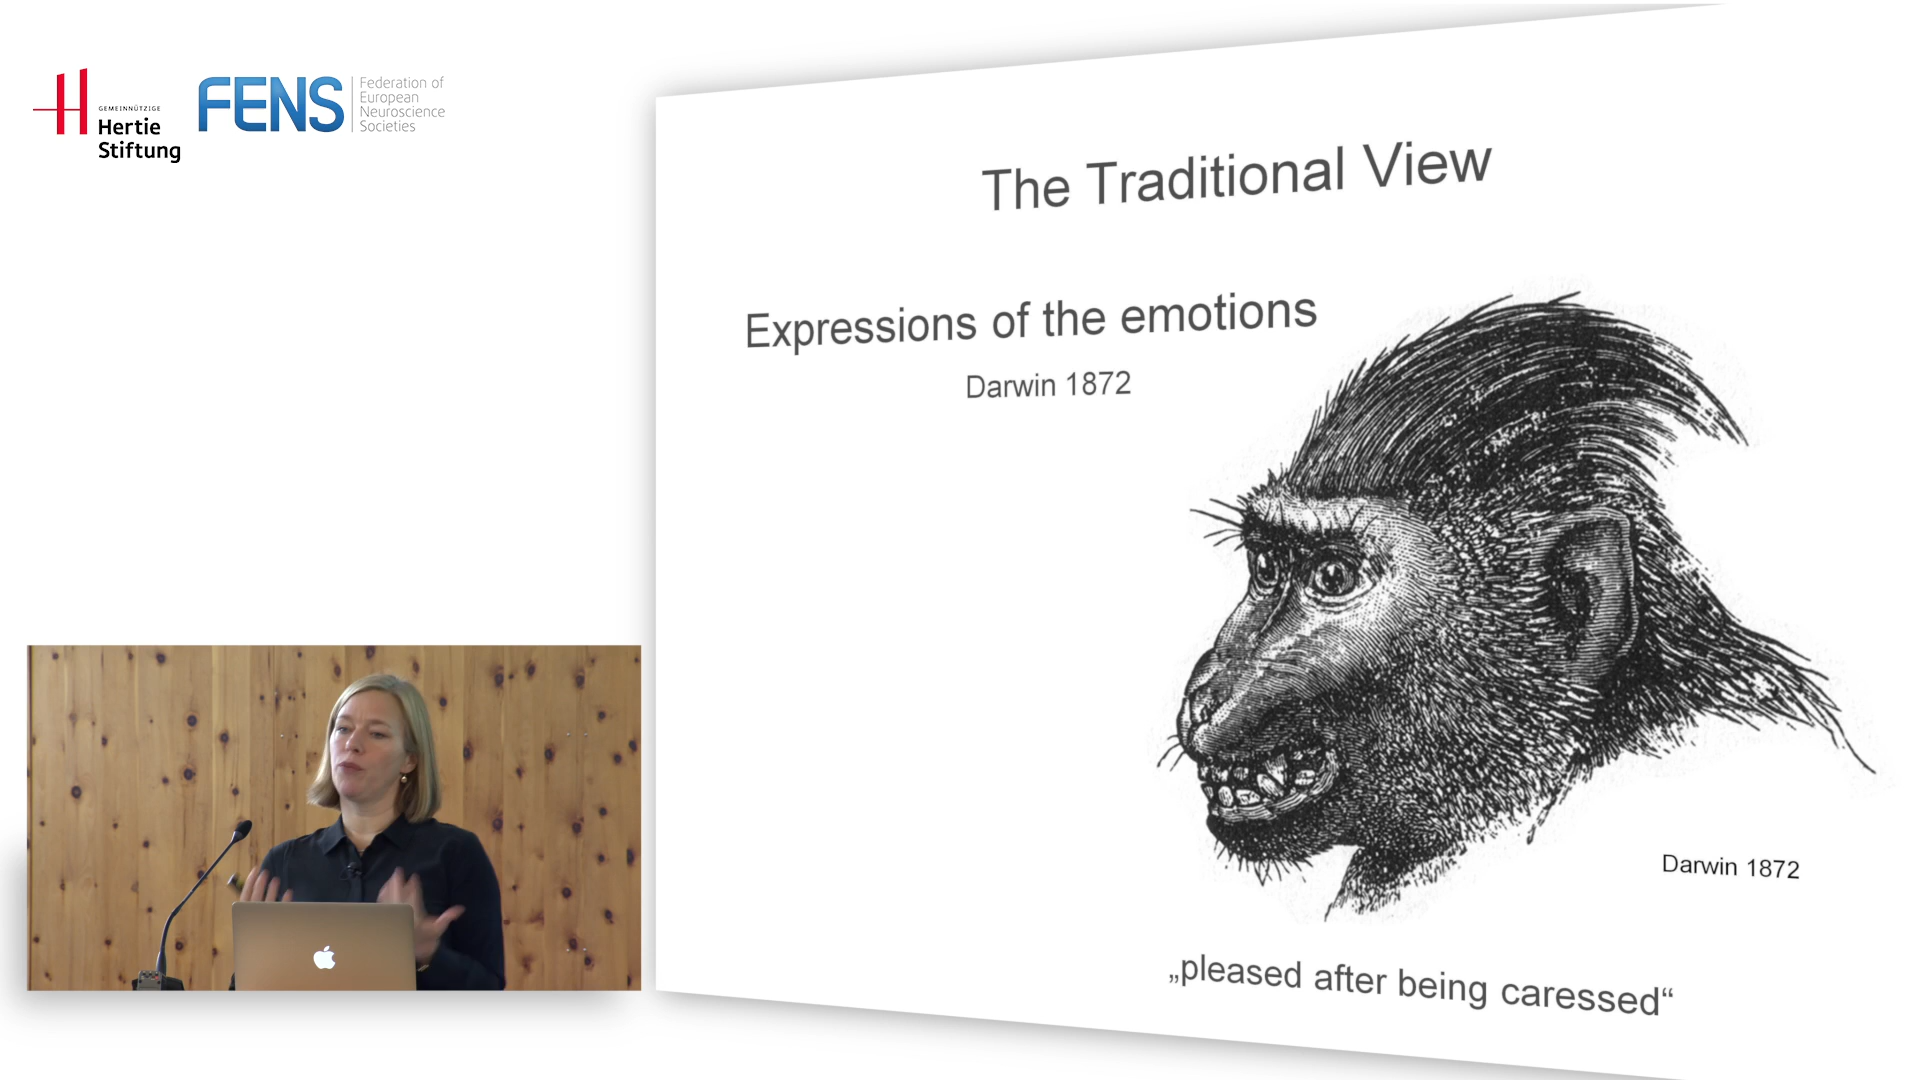 GEMEINNÜTZIGE
Hertie
Stiftung
FENS
Federation of
European
Neuroscience
Societies
The Traditional View
Expressions of the emotions
Darwin 1872
Darwin 1872
„pleased after being caressed“